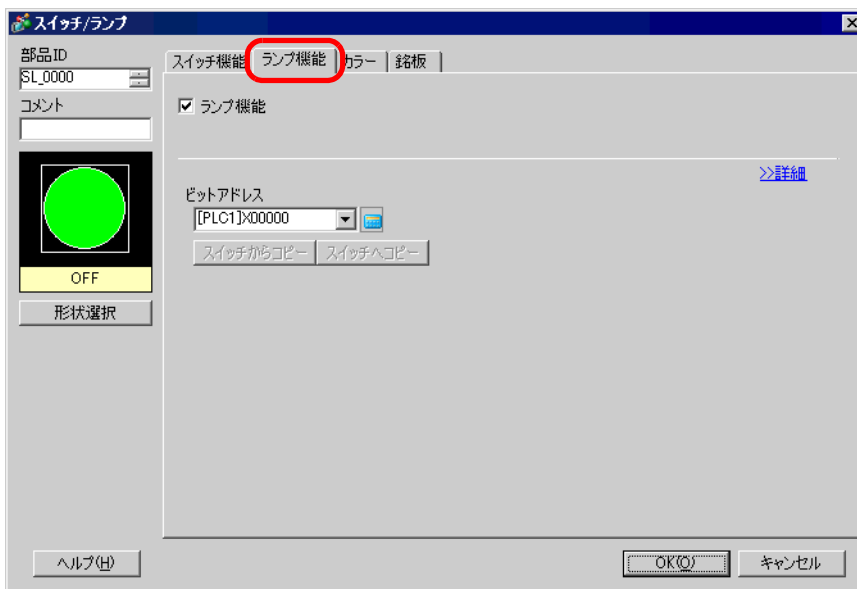 スイッチ/ランプ
部品ID
SL_0000
コメント
OFF
形状選択
スイッチ機能 ランプ機能 カラー 銘板
ランプ機能
>>詳細
ビットアドレス
[PLC1]X00000
スイッチからコピー スイッチへコピー
ヘルプ(H) OK(O) キャンセル